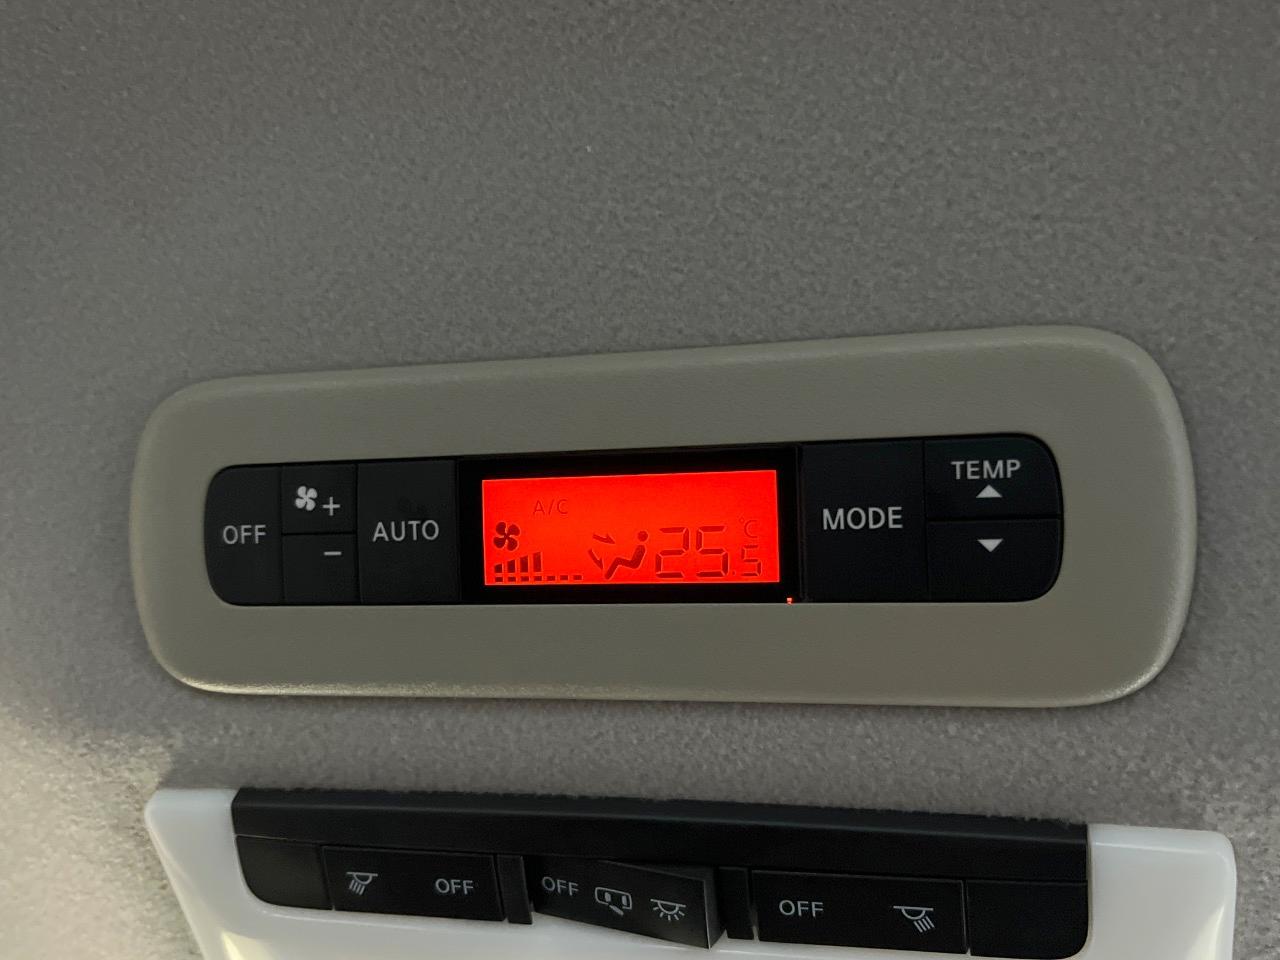 OFF
+
-
AUTO
A/C
25.5°C
MODE
TEMP
OFF
OFF
OFF